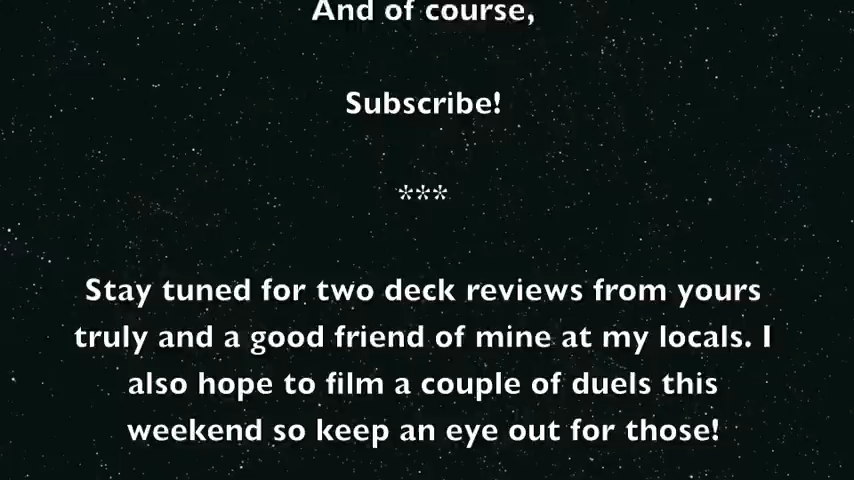 And of course,
Subscribe!
***
Stay tuned for two deck reviews from yours
truly and a good friend of mine at my locals. I
also hope to film a couple of duels this
weekend so keep an eye out for those!